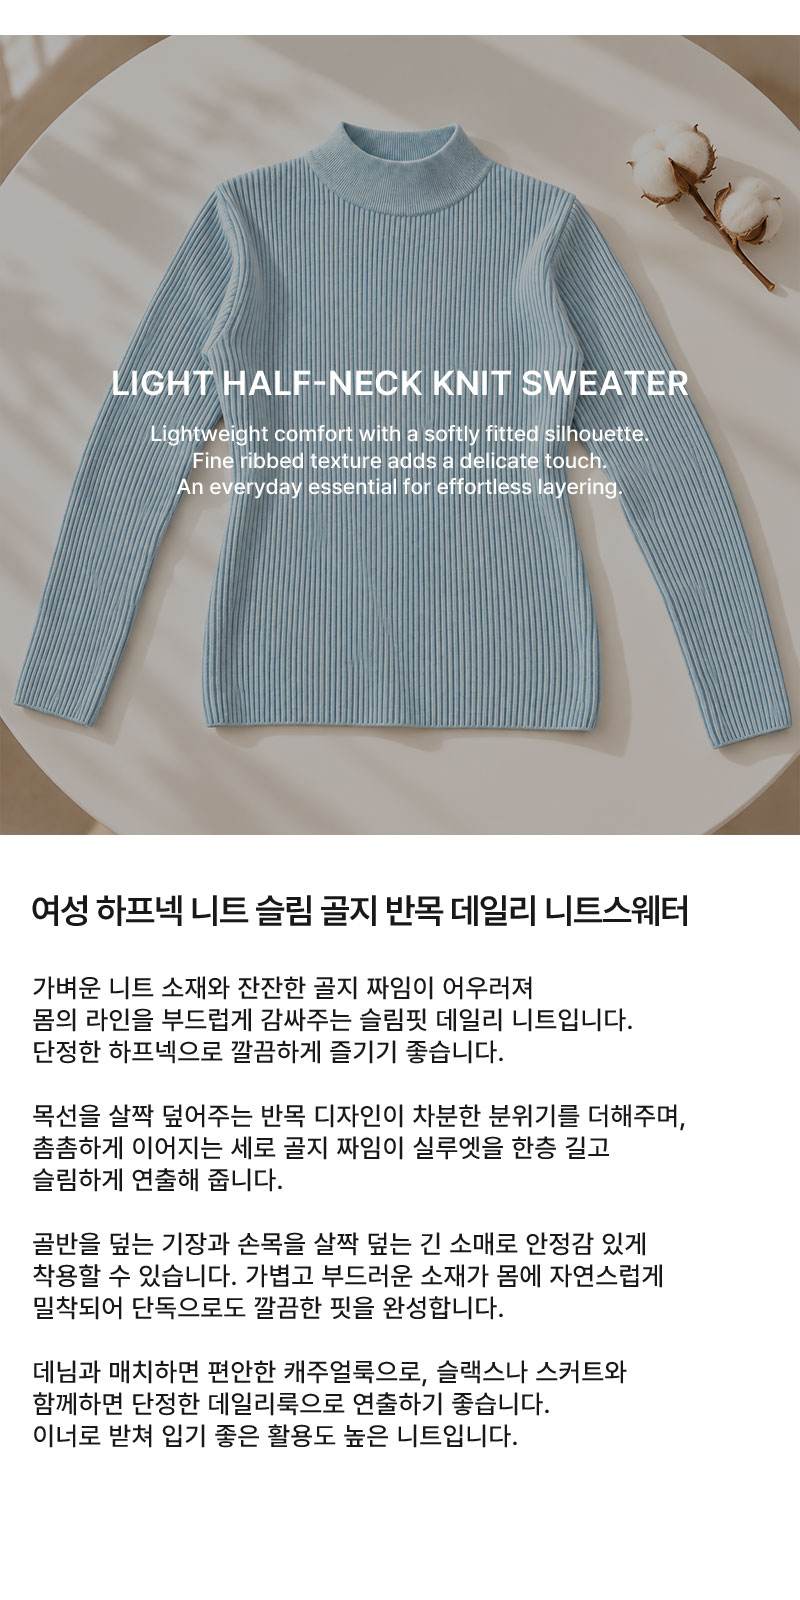 LIGHT HALF-NECK KNIT SWEATER
Lightweight comfort with a softly fitted silhouette.
Fine ribbed texture adds a delicate touch.
An everyday essential for effortless layering.
여성 하프넥 니트 슬림 골지 반목 데일리 니트스웨터
가벼운 니트 소재와 잔잔한 골지 짜임이 어우러져
몸의 라인을 부드럽게 감싸주는 슬림핏 데일리 니트입니다.
단정한 하프넥으로 깔끔하게 즐기기 좋습니다.
목선을 살짝 덮어주는 반목 디자인이 차분한 분위기를 더해주며,
촘촘하게 이어지는 세로 골지 짜임이 실루엣을 한층 길고
슬림하게 연출해 줍니다.
골반을 덮는 기장과 손목을 살짝 덮는 긴 소매로 안정감 있게
착용할 수 있습니다. 가볍고 부드러운 소재가 몸에 자연스럽게
밀착되어 단독으로도 깔끔한 핏을 완성합니다.
데님과 매치하면 편안한 캐주얼룩으로, 슬랙스나 스커트와
함께하면 단정한 데일리룩으로 연출하기 좋습니다.
이너로 받쳐 입기 좋은 활용도 높은 니트입니다.